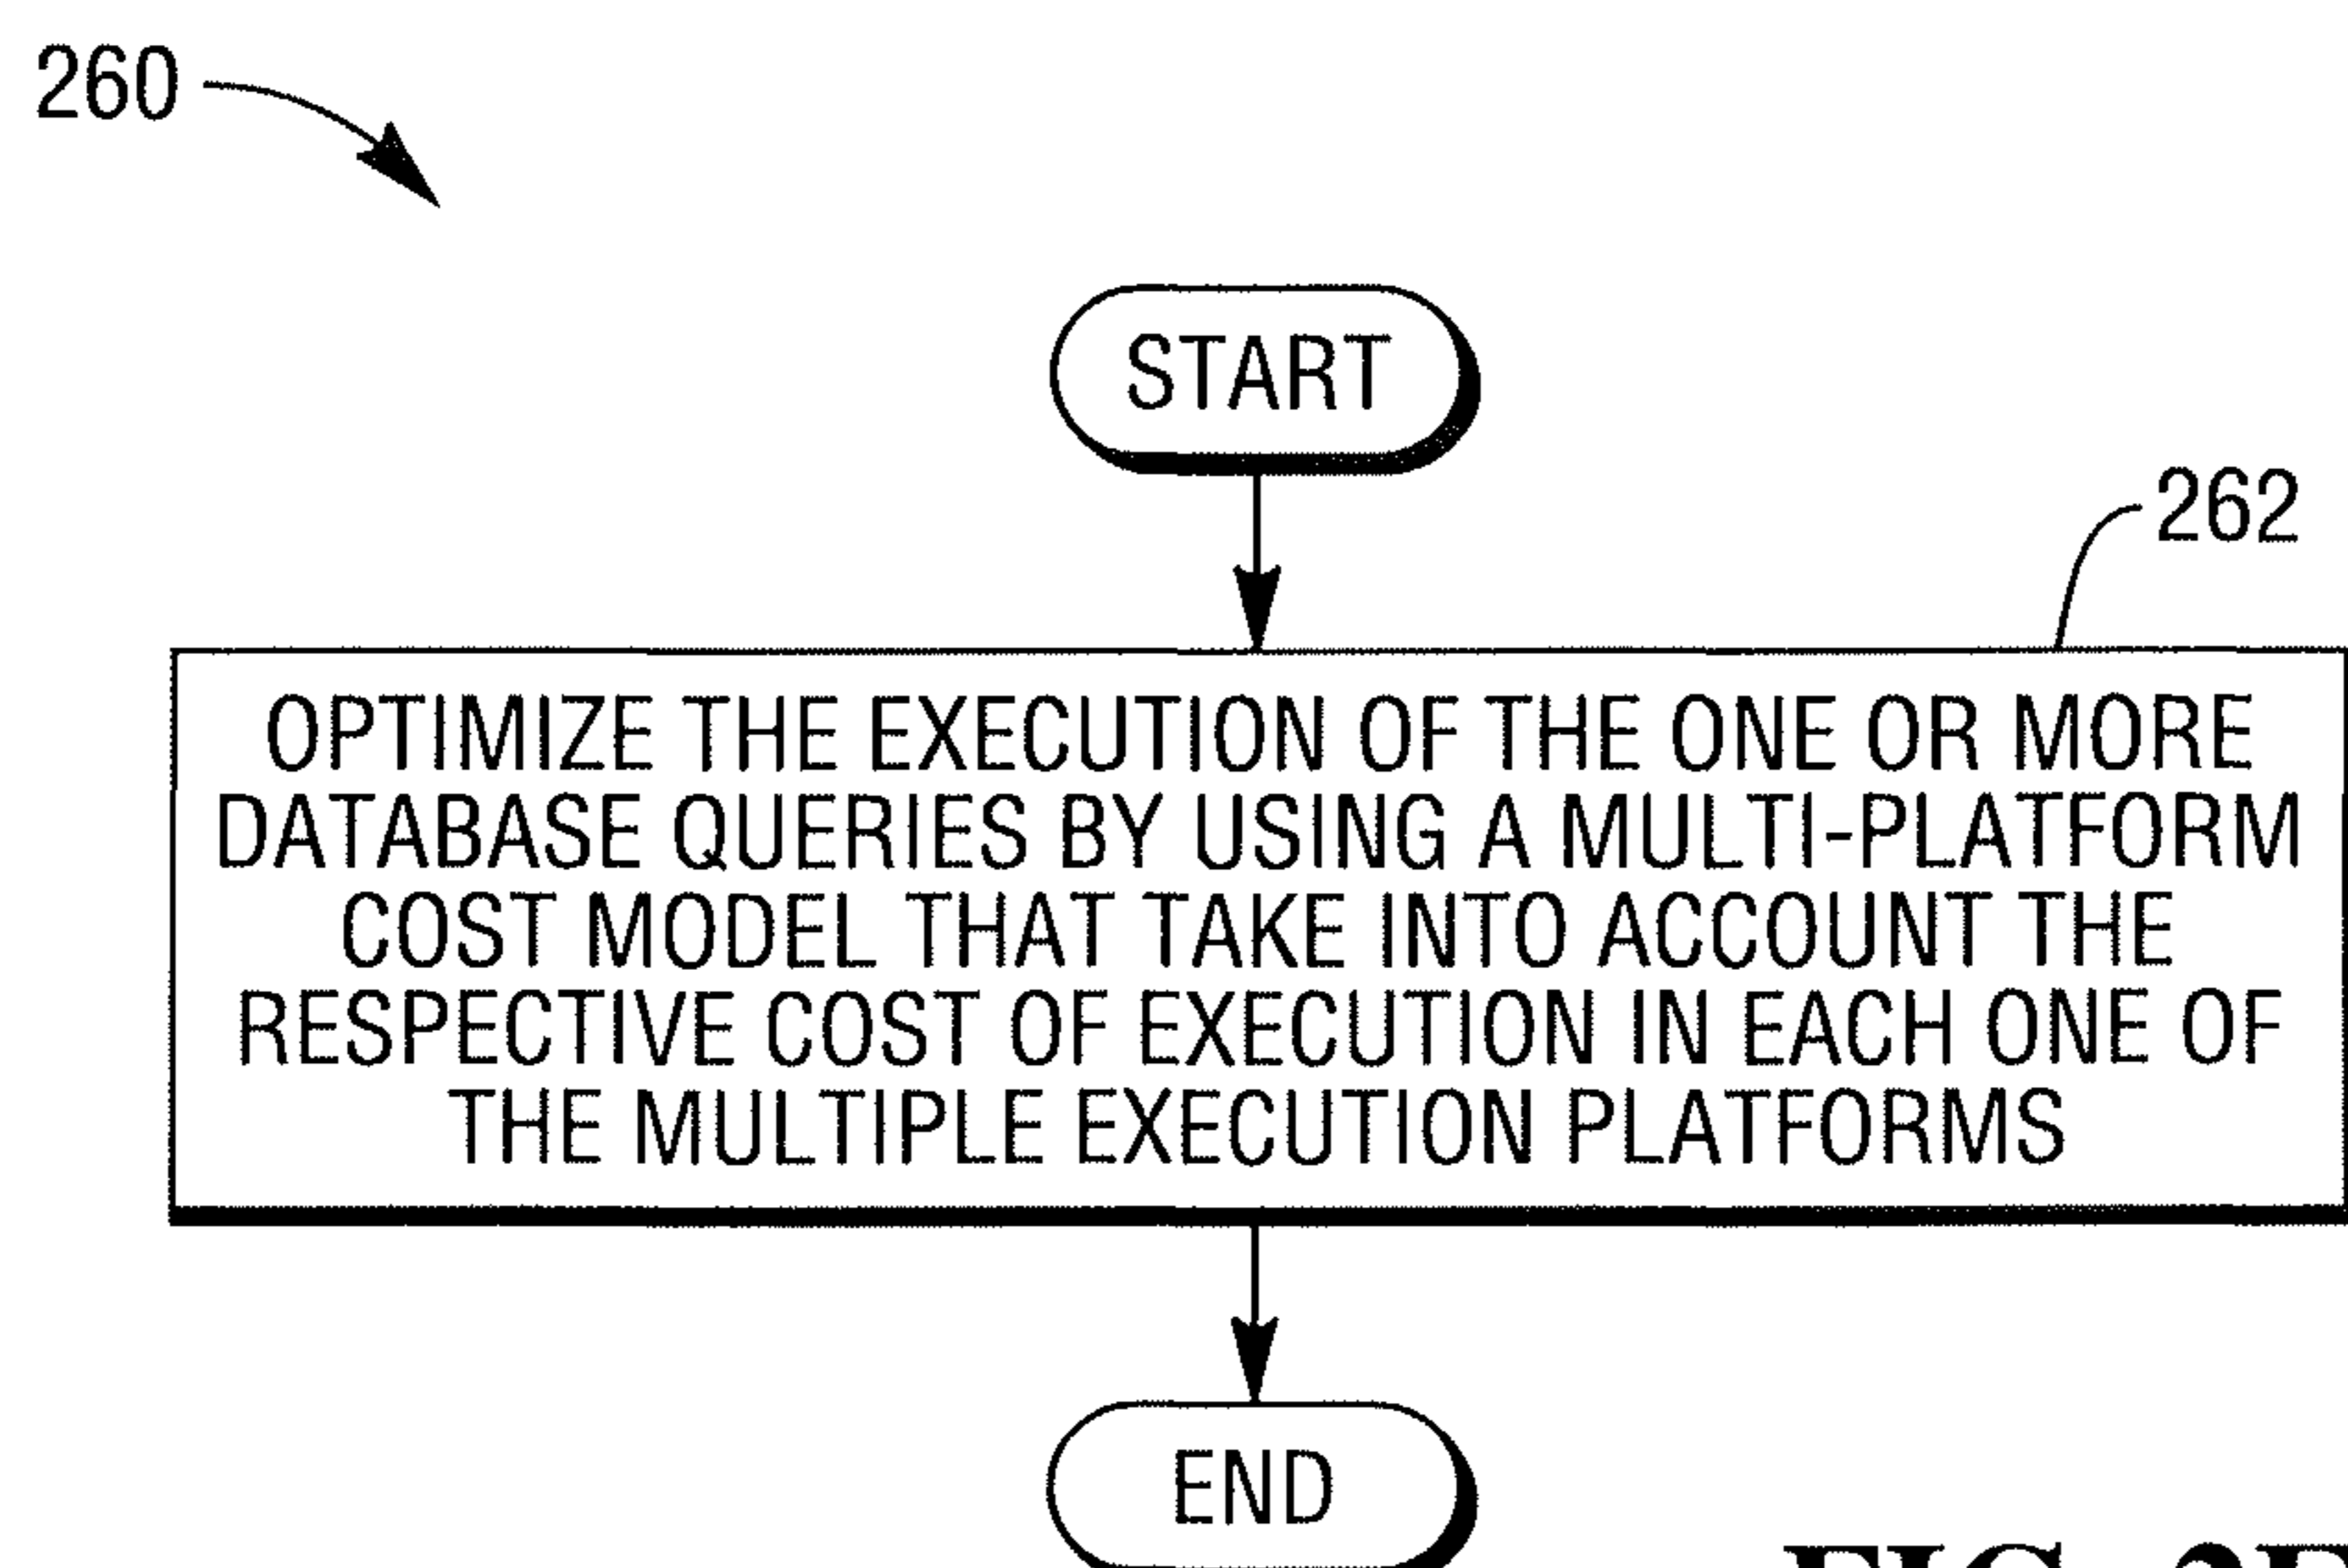 260
START
262
OPTIMIZE THE EXECUTION OF THE ONE OR MORE
DATABASE QUERIES BY USING A MULTI-PLATFORM
COST MODEL THAT TAKE INTO ACCOUNT THE
RESPECTIVE COST OF EXECUTION IN EACH ONE OF
THE MULTIPLE EXECUTION PLATFORMS
END